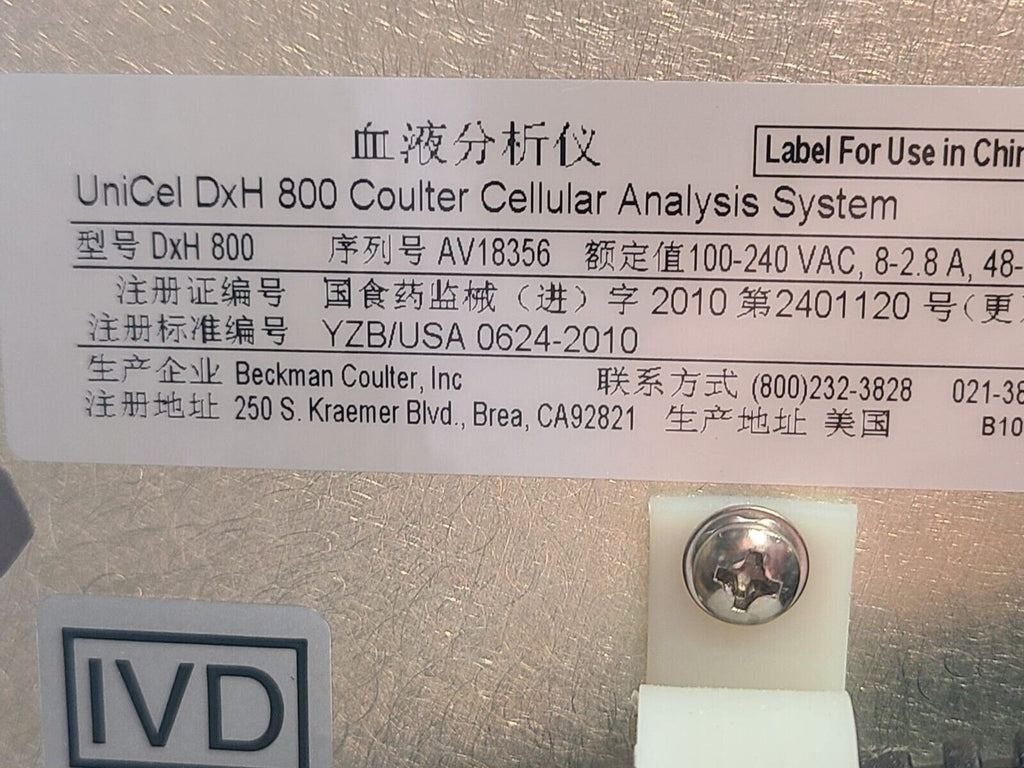 血液分析仪
Label For Use in Chin
UniCel DxH 800 Coulter Cellular Analysis System
型号 DxH 800 序列号 AV18356 额定值100-240 VAC, 8-2.8 A, 48-
注册证编号 国食药监械（进）字 2010 第2401120 号（更
注册标准编号 YZB/USA 0624-2010
生产企业 Beckman Coulter, Inc 联系方式 (800)232-3828 021-38
注册地址 250 S. Kraemer Blvd., Brea, CA92821 生产地址 美国 B10
IVD